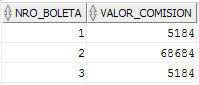 NRO_BOLETA VALOR_COMISION
1 5184
2 68684
3 5184